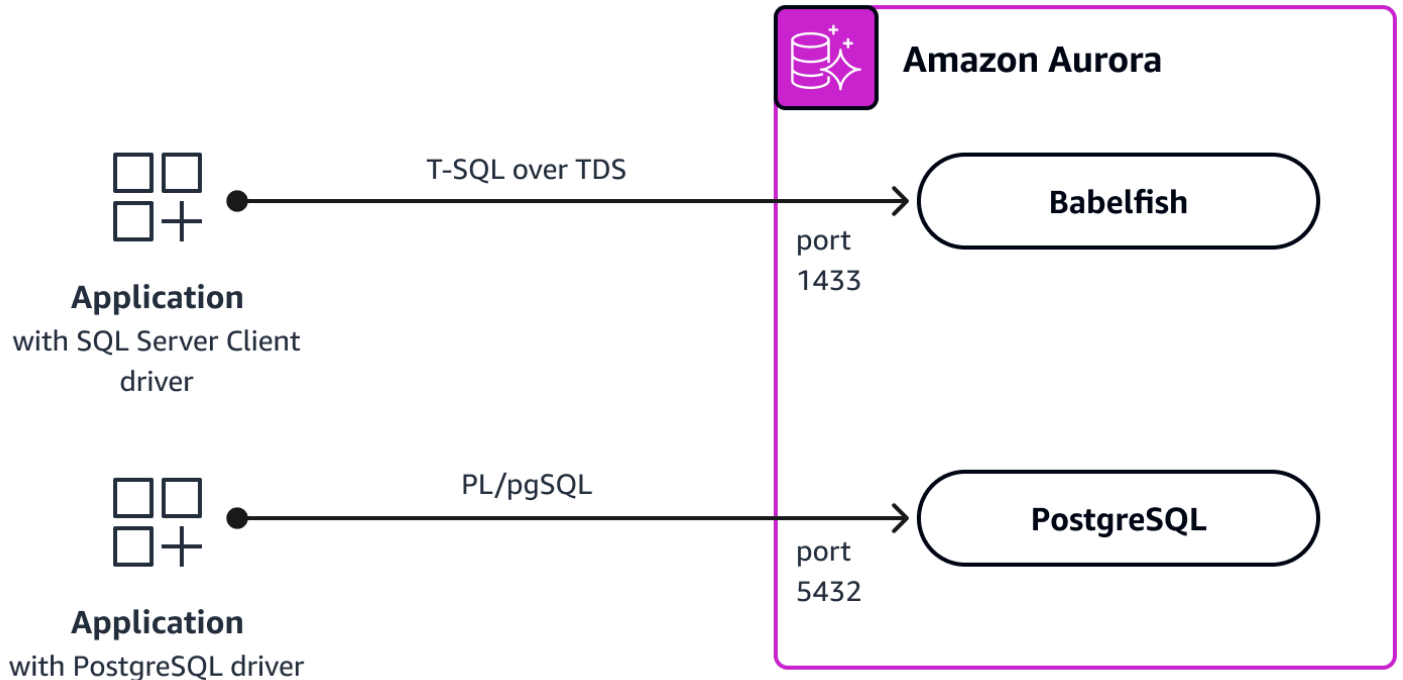 Amazon Aurora
T-SQL over TDS
Babelfish
port
1433
Application
with SQL Server Client
driver
PL/pgSQL
PostgreSQL
port
5432
Application
with PostgreSQL driver